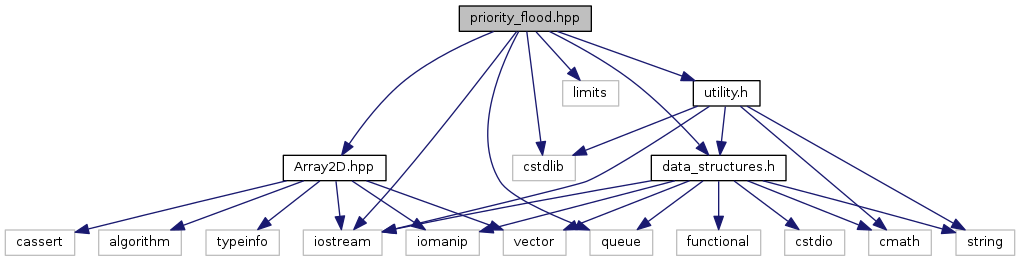 priority_flood.hpp
limits
utility.h
cstdlib
Array2D.hpp
data_structures.h
cassert
algorithm
typeinfo
iostream
iomanip
vector
queue
functional
cstdio
cmath
string